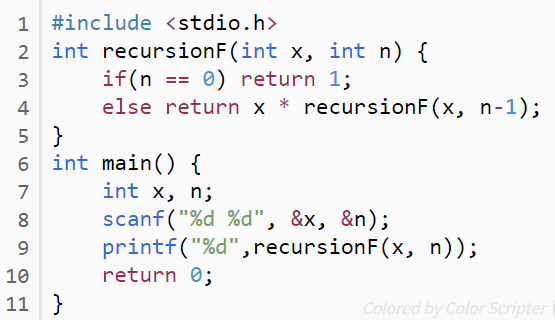 1 #include <stdio.h>
2 int recursionF(int x, int n) {
3 if(n == 0) return 1;
4 else return x * recursionF(x, n-1);
5 }
6 int main() {
7 int x, n;
8 scanf("%d %d", &x, &n);
9 printf("%d",recursionF(x, n));
10 return 0;
11 }
Colored by Color Scripter